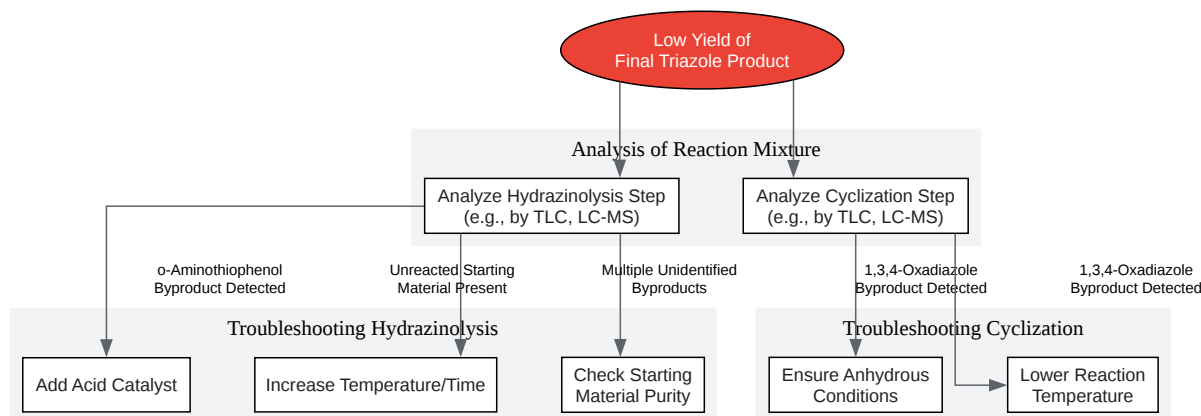 Low Yield of
Final Triazole Product
Analysis of Reaction Mixture
Analyze Hydrazinolysis Step
(e.g., by TLC, LC-MS)
Analyze Cyclization Step
(e.g., by TLC, LC-MS)
o-Aminothiophenol
Byproduct Detected
Unreacted Starting
Material Present
Multiple Unidentified
Byproducts
1,3,4-Oxadiazole
Byproduct Detected
1,3,4-Oxadiazole
Byproduct Detected
Troubleshooting Hydrazinolysis
Troubleshooting Cyclization
Add Acid Catalyst
Increase Temperature/Time
Check Starting
Material Purity
Ensure Anhydrous
Conditions
Lower Reaction
Temperature